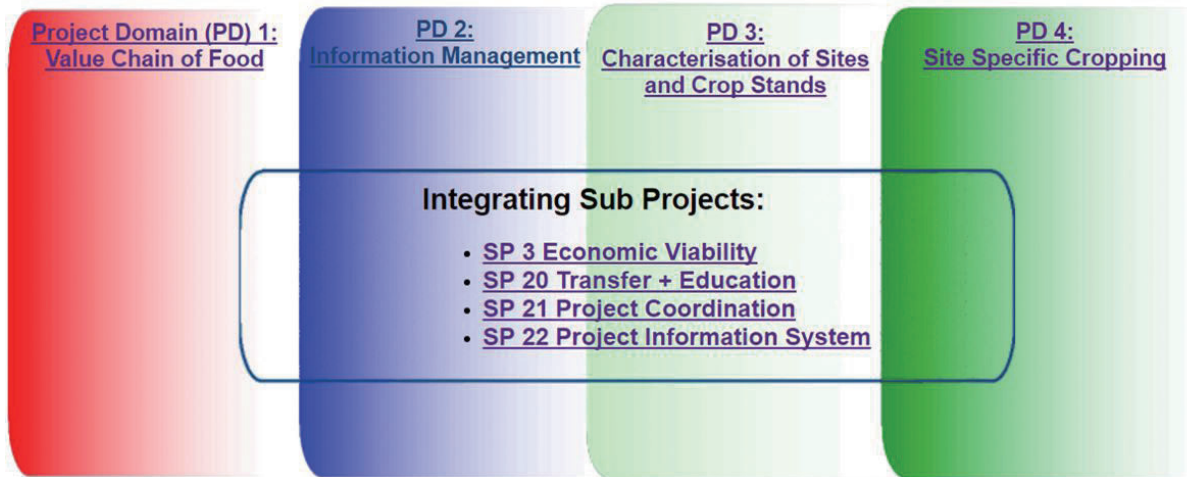 Project Domain (PD) 1:
Value Chain of Food
PD 2:
Information Management
PD 3:
Characterisation of Sites
and Crop Stands
PD 4:
Site Specific Cropping
Integrating Sub Projects:
• SP 3 Economic Viability
• SP 20 Transfer + Education
• SP 21 Project Coordination
• SP 22 Project Information System